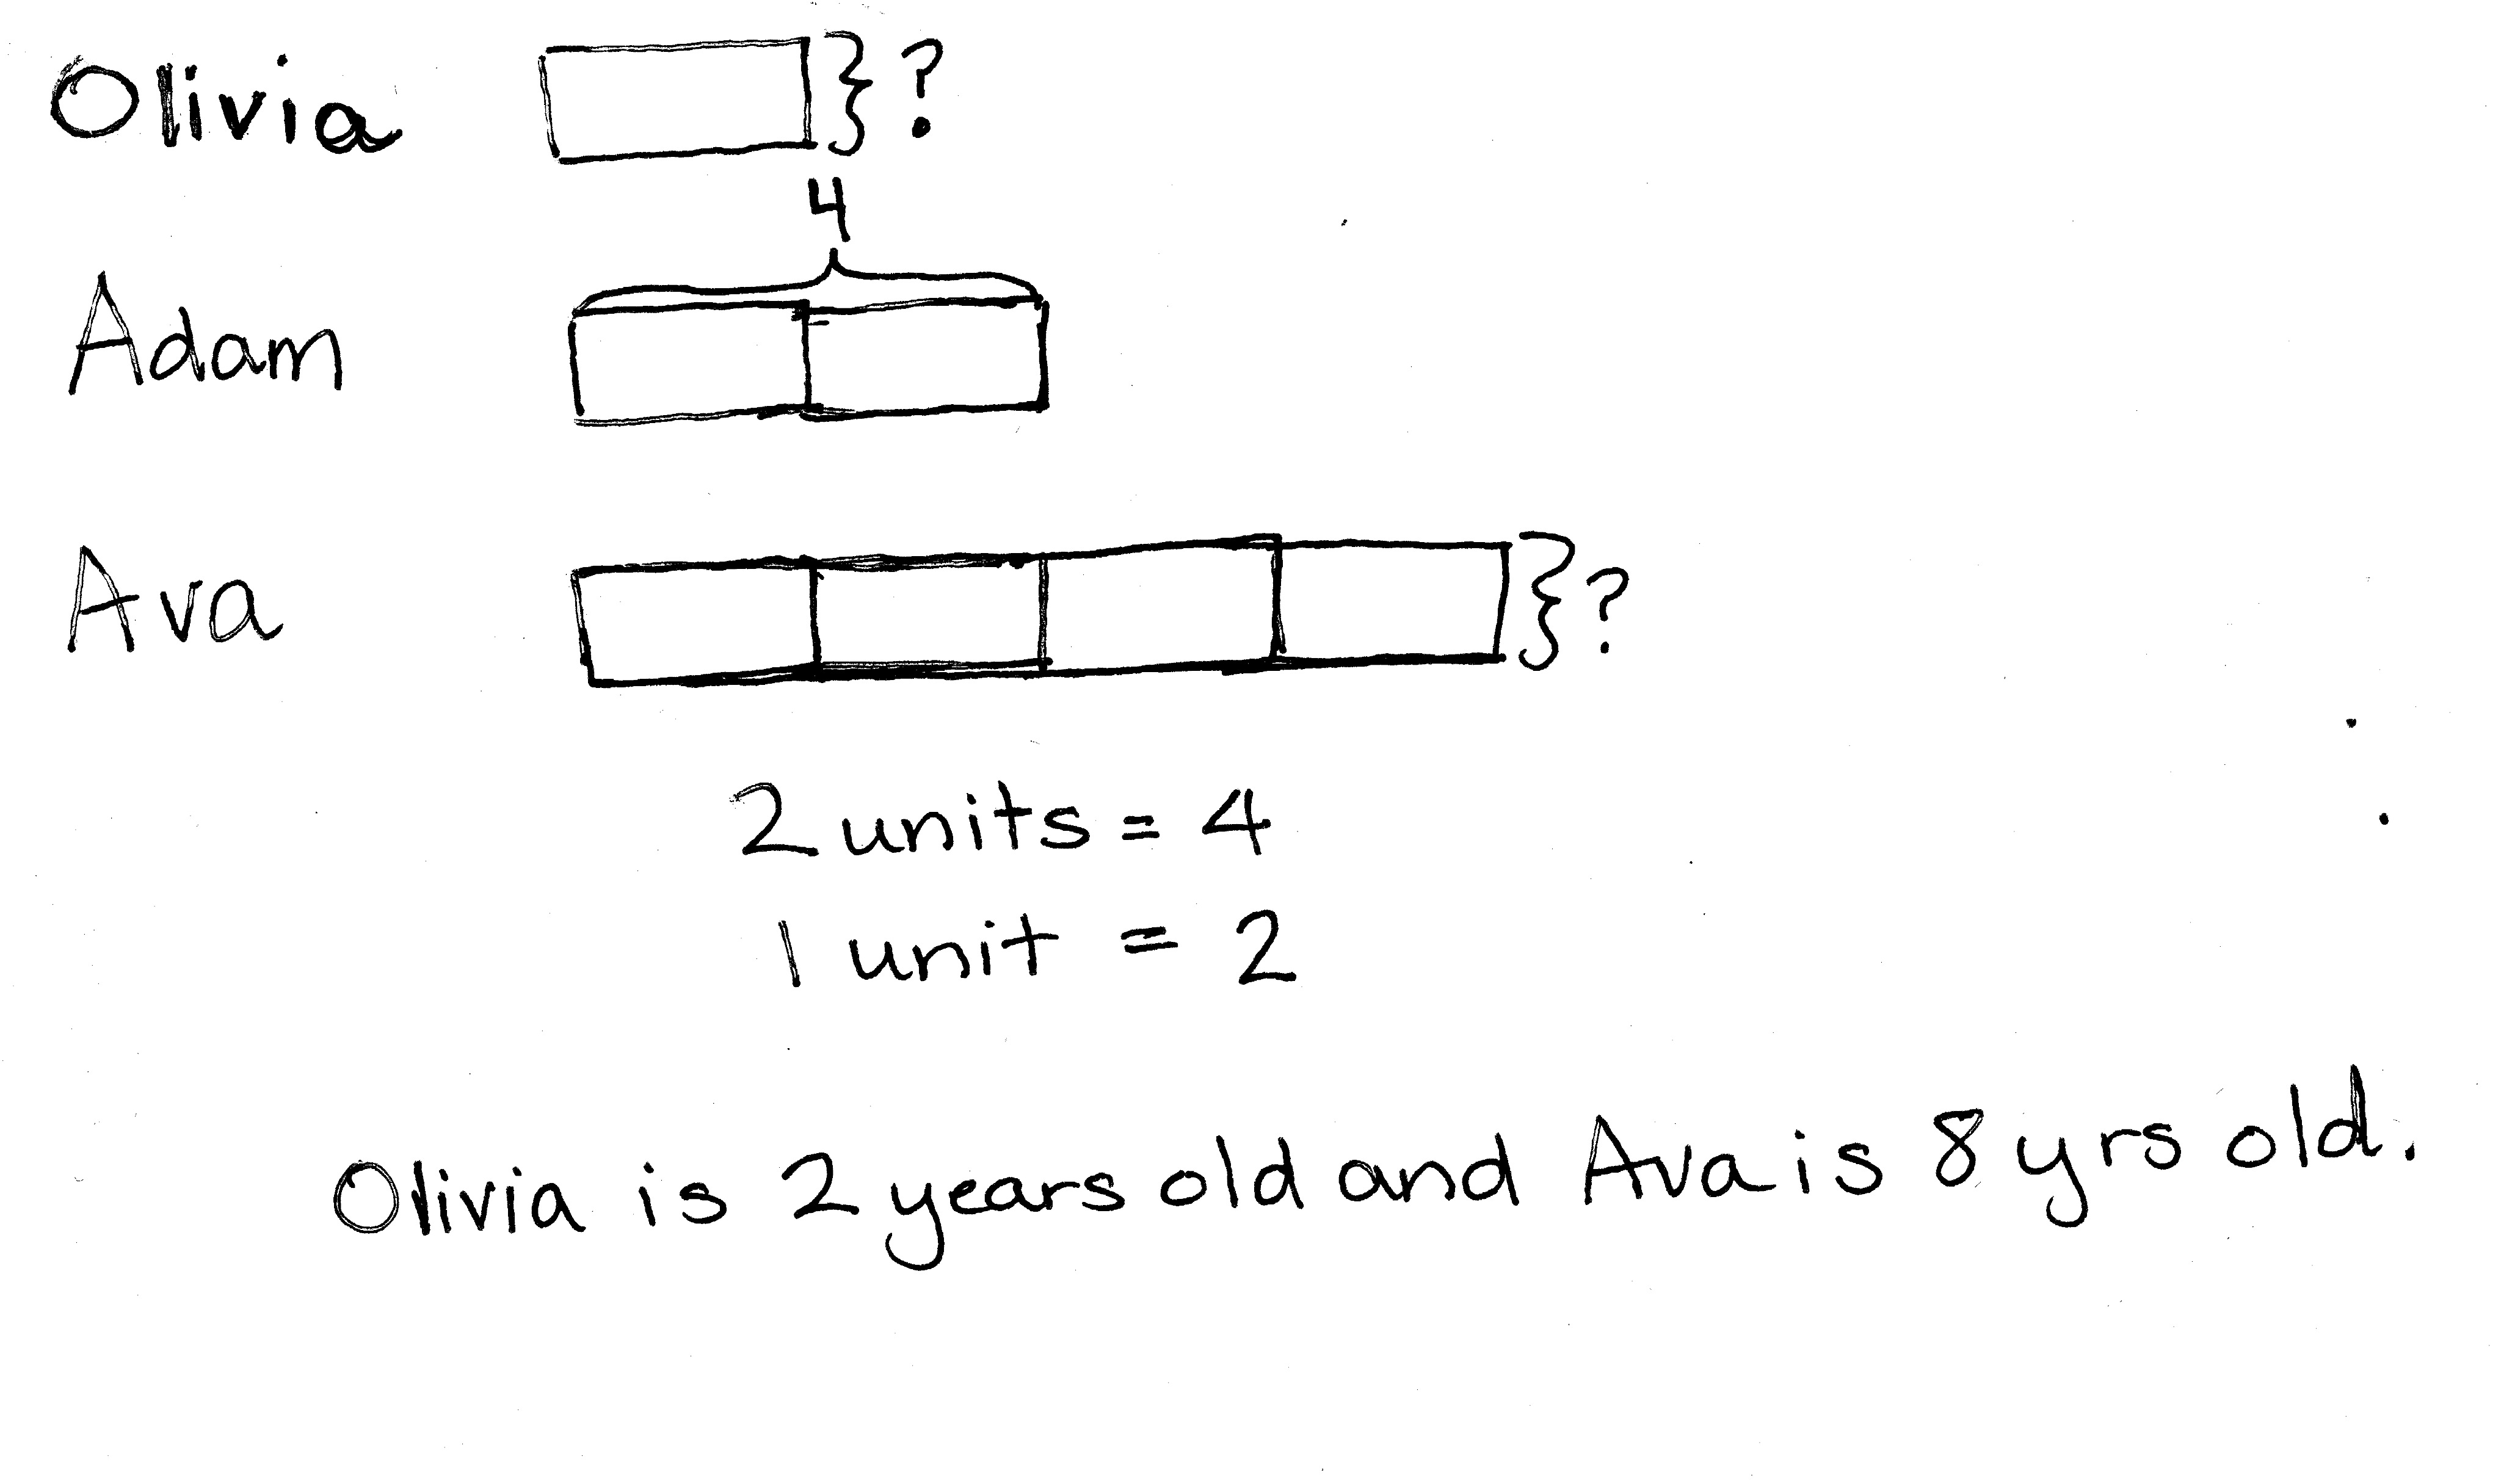 Olivia } ?
4
Adam
Ava } ?
2 units = 4
1 unit = 2
Olivia is 2 years old and Ava is 8 yrs old.